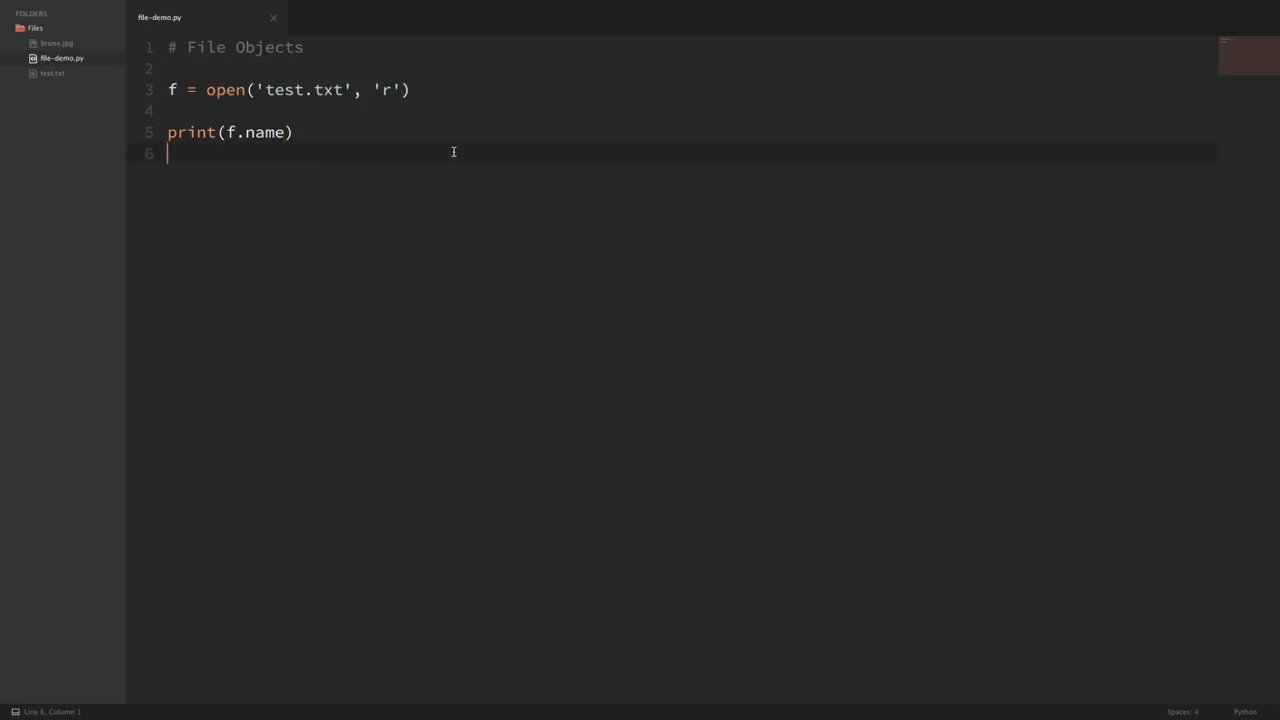 FOLDERS
Files
bronx.jpg
file-demo.py
test.txt
file-demo.py
1 # File Objects
2
3 f = open('test.txt', 'r')
4
5 print(f.name)
6
Line 6, Column 1
Spaces: 4
Python